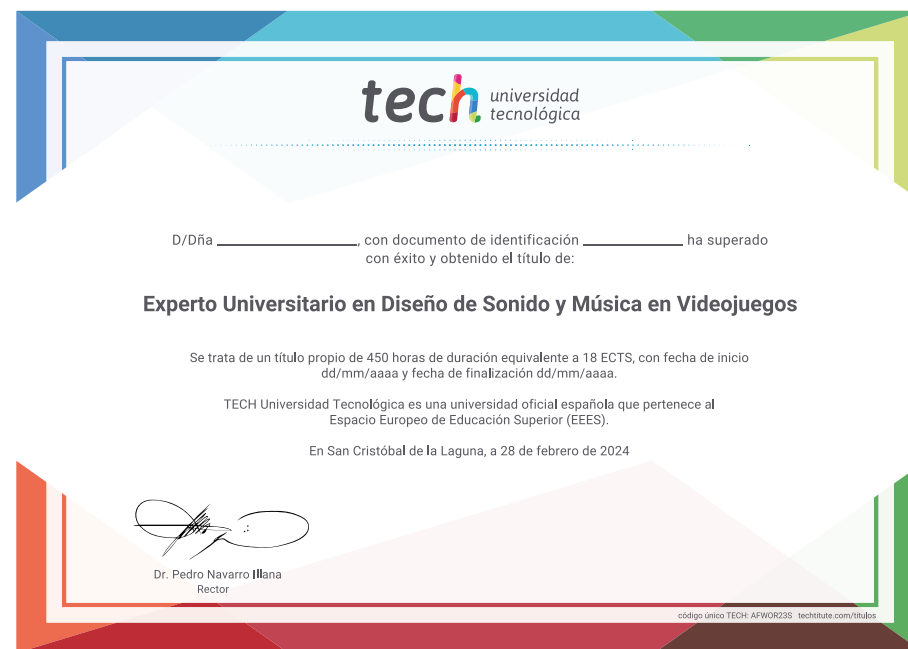 tech universidad
tecnológica
D/Dña ____________________, con documento de identificación ______________ ha superado
con éxito y obtenido el título de:
Experto Universitario en Diseño de Sonido y Música en Videojuegos
Se trata de un título propio de 450 horas de duración equivalente a 18 ECTS, con fecha de inicio
dd/mm/aaaa y fecha de finalización dd/mm/aaaa.
TECH Universidad Tecnológica es una universidad oficial española que pertenece al
Espacio Europeo de Educación Superior (EEES).
En San Cristóbal de la Laguna, a 28 de febrero de 2024
Dr. Pedro Navarro Illana
Rector
código único TECH: AFWOR23S techtitute.com/titulos